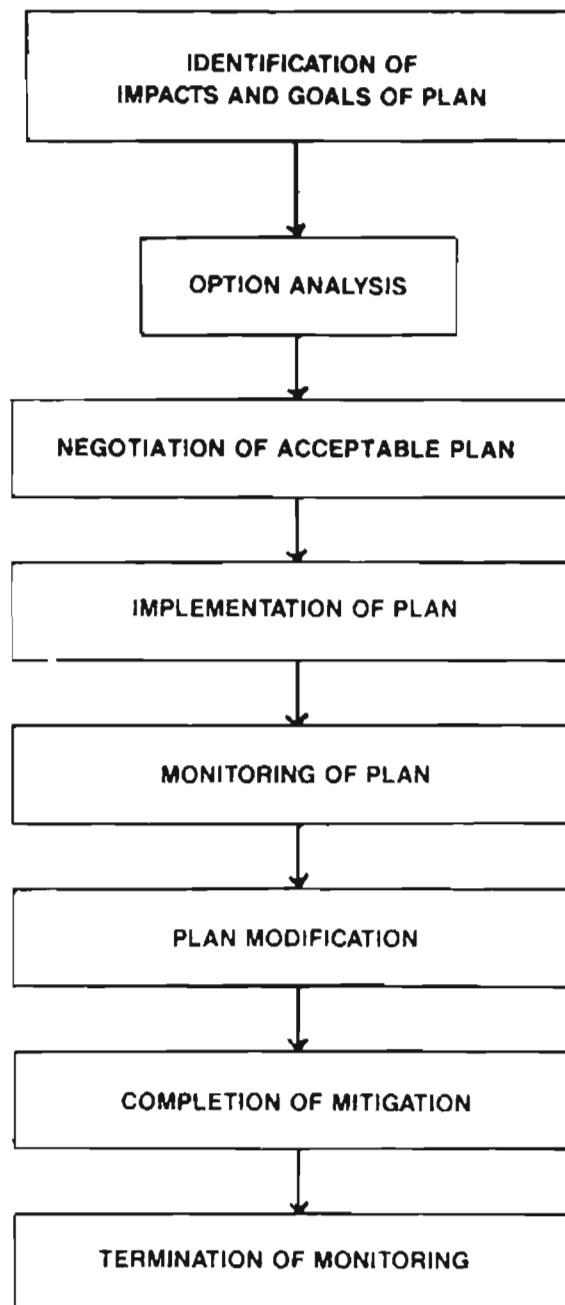 IDENTIFICATION OF
IMPACTS AND GOALS OF PLAN
OPTION ANALYSIS
NEGOTIATION OF ACCEPTABLE PLAN
IMPLEMENTATION OF PLAN
MONITORING OF PLAN
PLAN MODIFICATION
COMPLETION OF MITIGATION
TERMINATION OF MONITORING